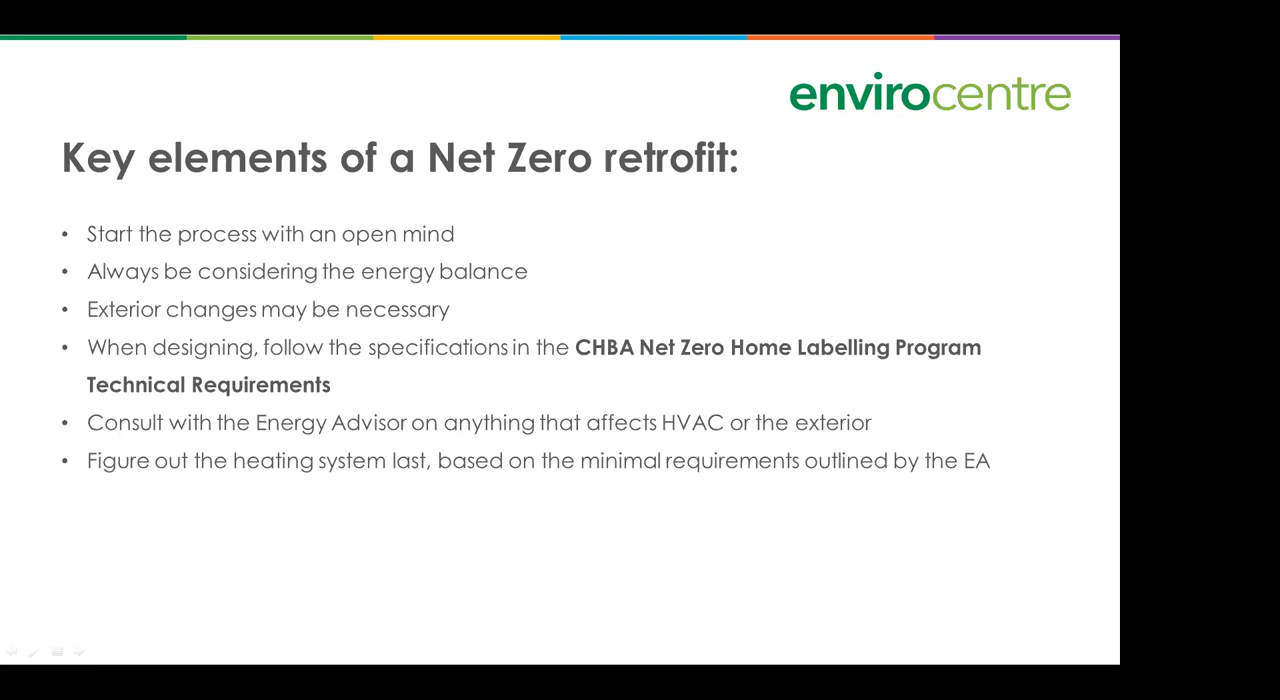 envirocentre
Key elements of a Net Zero retrofit:
• Start the process with an open mind
• Always be considering the energy balance
• Exterior changes may be necessary
• When designing, follow the specifications in the CHBA Net Zero Home Labelling Program
Technical Requirements
• Consult with the Energy Advisor on anything that affects HVAC or the exterior
• Figure out the heating system last, based on the minimal requirements outlined by the EA